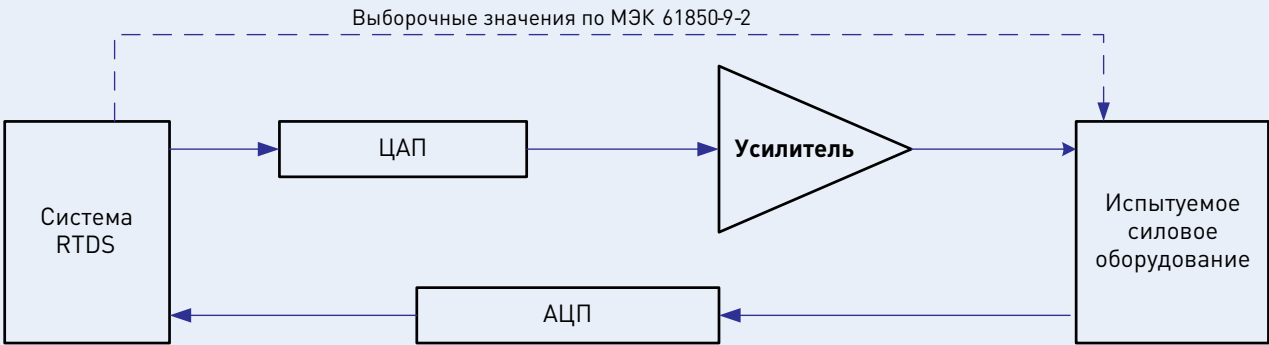 Выборочные значения по МЭК 61850-9-2
ЦАП
Усилитель
Система
RTDS
Испытуемое
силовое
оборудование
АЦП